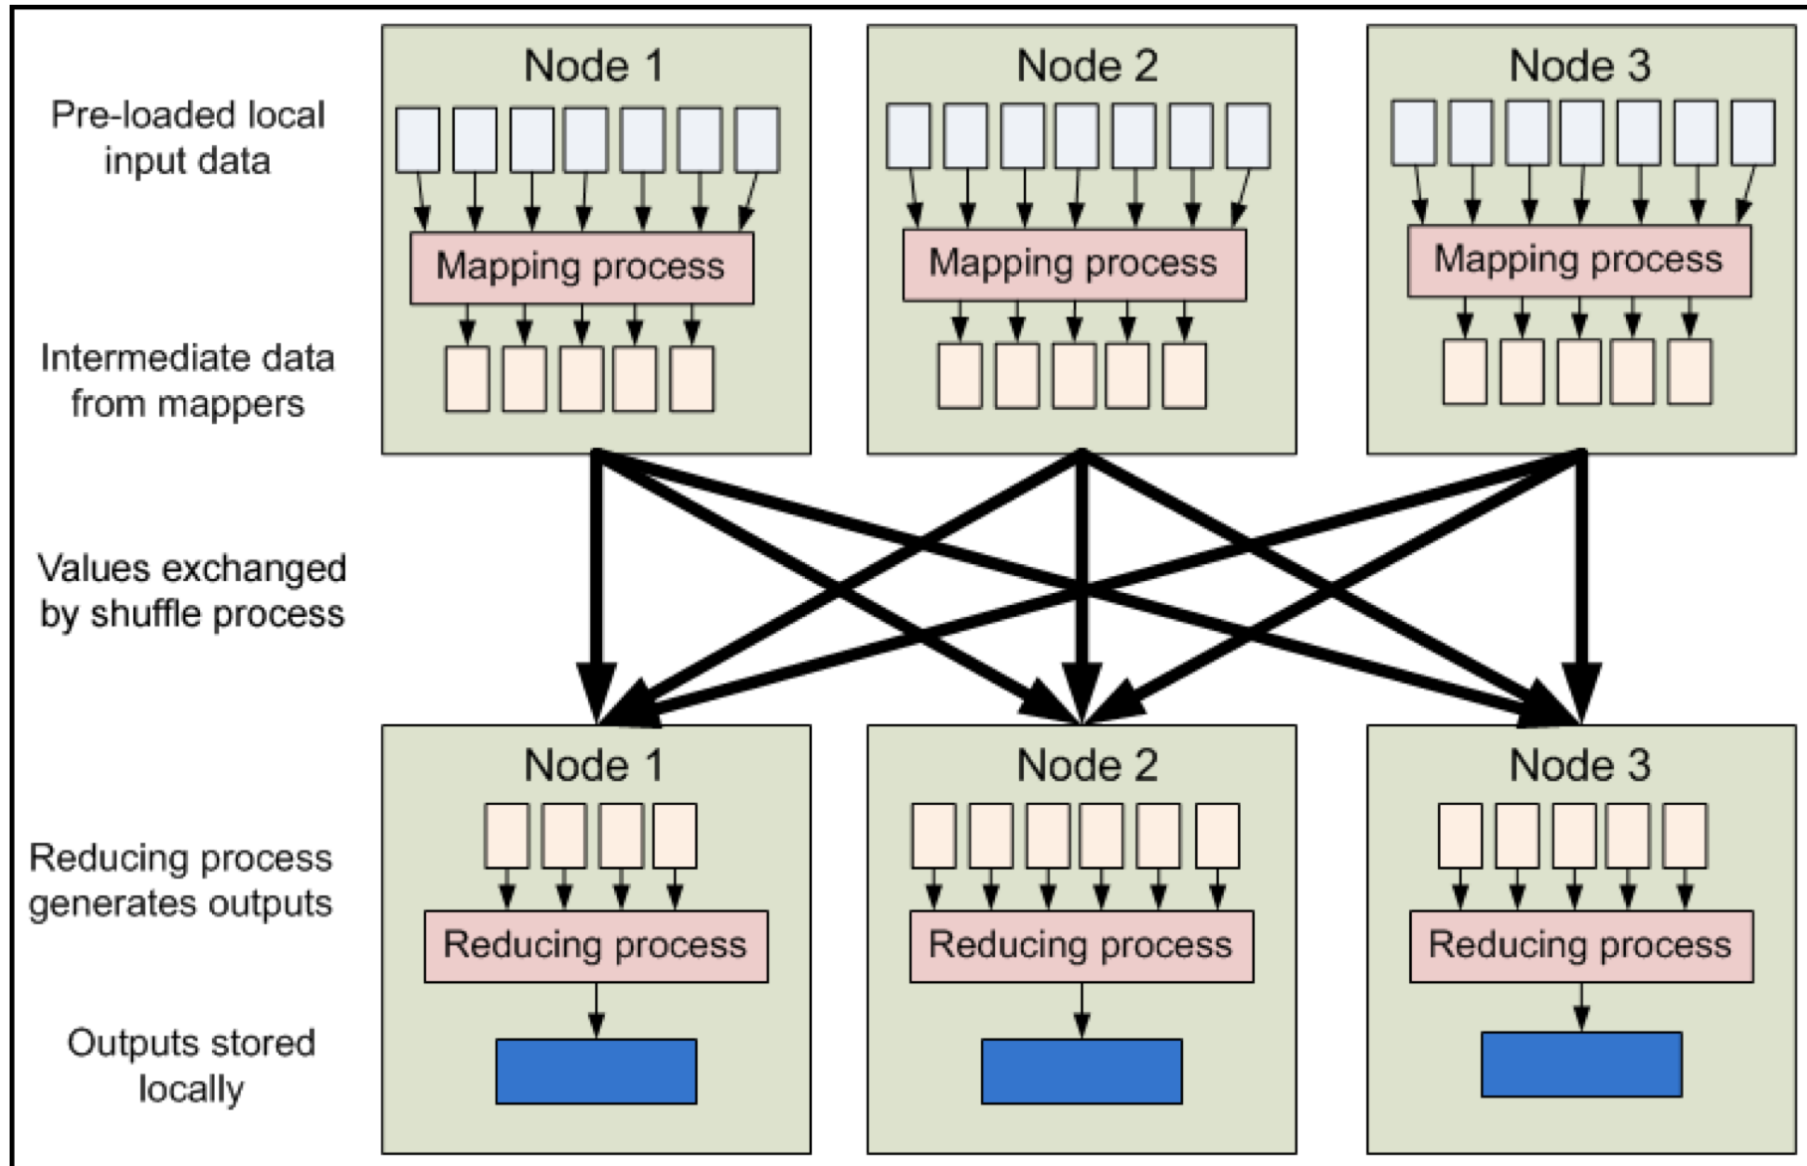 Node 1
Node 2
Node 3
Pre-loaded local
input data
Mapping process
Mapping process
Mapping process
Intermediate data
from mappers
Values exchanged
by shuffle process
Node 1
Node 2
Node 3
Reducing process
generates outputs
Reducing process
Reducing process
Reducing process
Outputs stored
locally